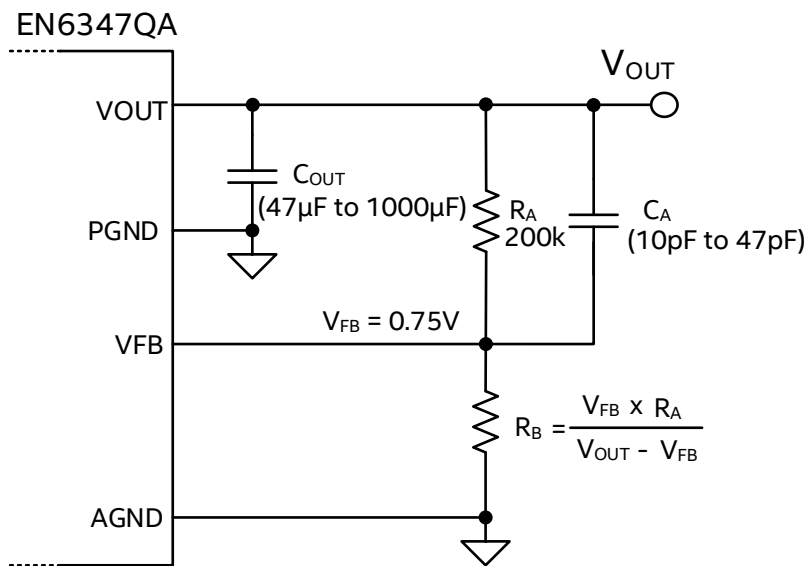 EN6347QA
VOUT
VOUT
COUT
(47µF to 1000µF)
RA
200k
CA
(10pF to 47pF)
PGND
VFB = 0.75V
VFB
RB = VFB x RA
VOUT - VFB
AGND